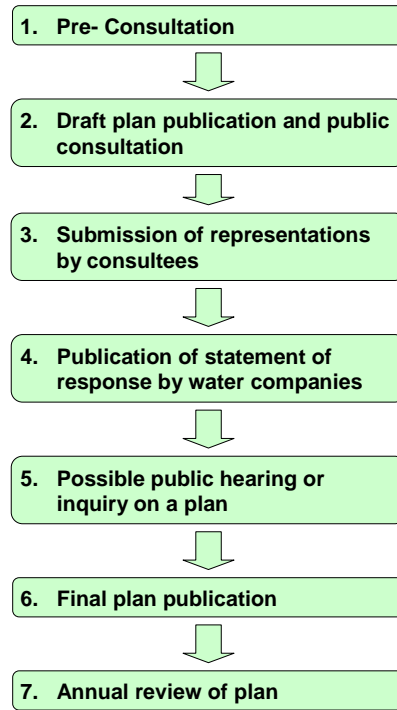 1. Pre- Consultation
2. Draft plan publication and public
consultation
3. Submission of representations
by consultees
4. Publication of statement of
response by water companies
5. Possible public hearing or
inquiry on a plan
6. Final plan publication
7. Annual review of plan